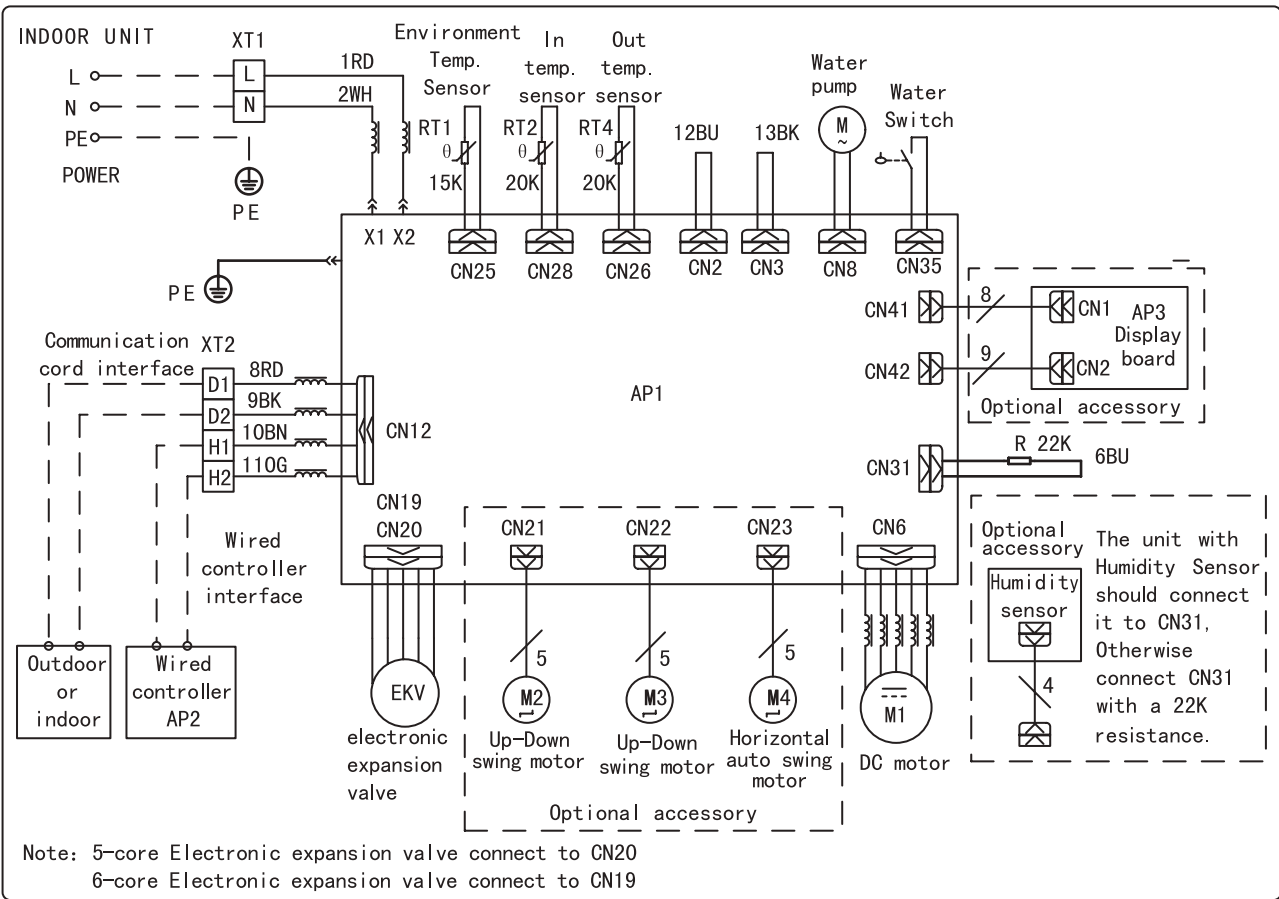 INDOOR UNIT
XT1
L
N
PE
POWER
L
N
1RD
2WH
PE
Environment
Temp.
Sensor
RT1
θ
15K
In
temp.
sensor
RT2
θ
20K
Out
temp.
sensor
RT4
θ
20K
12BU
13BK
Water
pump
M
~
Water
Switch
X1 X2
CN25
CN28
CN26
CN2
CN3
CN8
CN35
PE
Communication
cord interface
XT2
D1
D2
H1
H2
8RD
9BK
10BN
11OG
CN12
AP1
CN41
CN42
8
9
CN1
CN2
AP3
Display
board
Optional accessory
CN31
R 22K
6BU
Wired
controller
interface
Outdoor
or
indoor
Wired
controller
AP2
CN19
CN20
EKV
electronic
expansion
valve
CN21
5
M2
Up-Down
swing motor
CN22
5
M3
Up-Down
swing motor
CN23
5
M4
Horizontal
auto swing
motor
Optional accessory
CN6
M1
DC motor
Optional
accessory
Humidity
sensor
4
The unit with
Humidity Sensor
should connect
it to CN31,
Otherwise
connect CN31
with a 22K
resistance.
Note: 5-core Electronic expansion valve connect to CN20
6-core Electronic expansion valve connect to CN19